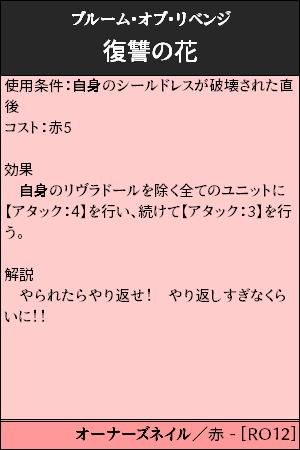 ブルーム・オブ・リベンジ
復讐の花
使用条件：自身のシールドレスが破壊された直
後
コスト：赤5
効果
　自身のリヴラドールを除く全てのユニットに
【アタック：4】を行い、続けて【アタック：3】を行
う。
解説
　やられたらやり返せ！　やり返しすぎなくら
いに！！
オーナーズネイル／赤 - [RO12]